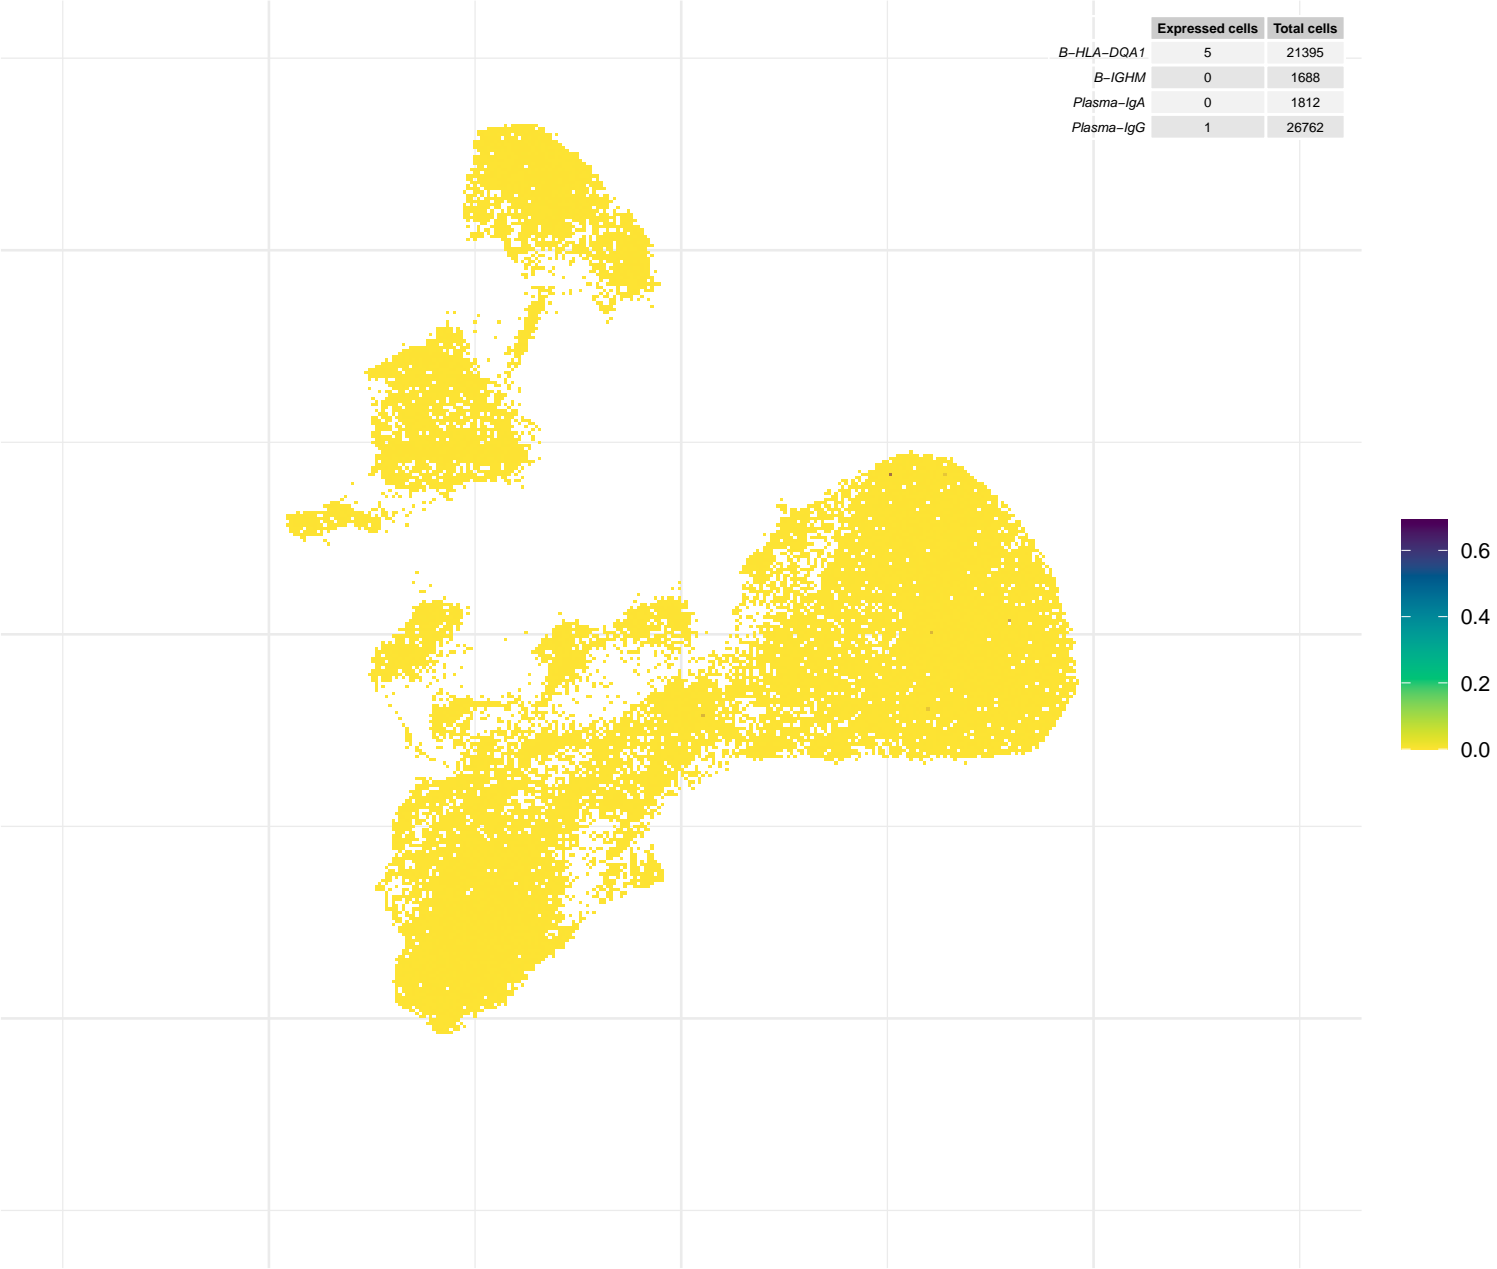 Expressed cells Total cells
B−HLA−DQA1 5 21395
B−IGHM 0 1688
Plasma−IgA 0 1812
Plasma−IgG 1 26762
0.6
0.4
0.2
0.0